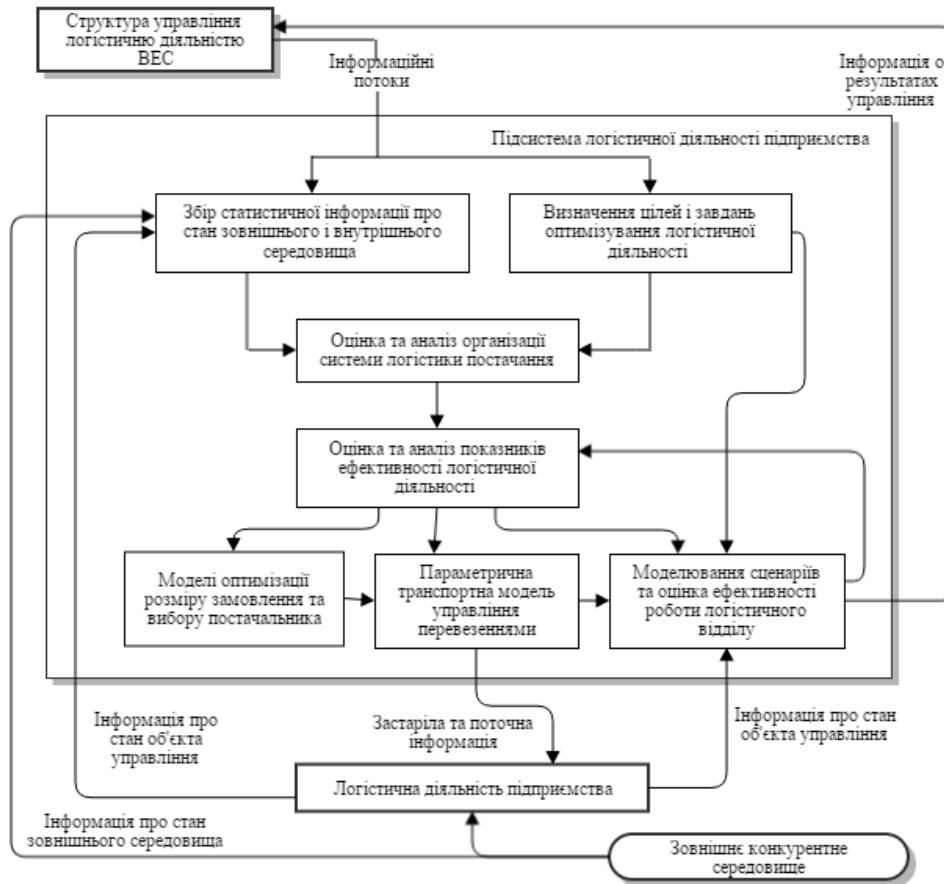 Структура управління
логістичню діяльністю
ВЕС
Інформаційні
потоки
Інформація о
результатах
управління
Підсистема логістичної діяльності підприємства
Збір статистичної інформації про
стан зовнішнього і внутрішнього
середовища
Визначення цілей і завдань
оптимізування логістичної
діяльності
Оцінка та аналіз організації
системи логістики постачання
Оцінка та аналіз показників
ефективності логістичної
діяльності
Моделі оптимізації
розміру замовлення та
вибору постачальника
Параметрична
транспортна модель
управління
перевезеннями
Моделювання сценаріїв
та оцінка ефективності
роботи логістичного
відділу
Інформація про
стан об'єкта
управління
Застаріла та поточна
інформація
Інформація про стан
об'єкта управління
Логістична діяльність підприємства
Інформація про стан
зовнішнього середовища
Зовнішнє конкурентне
середовище